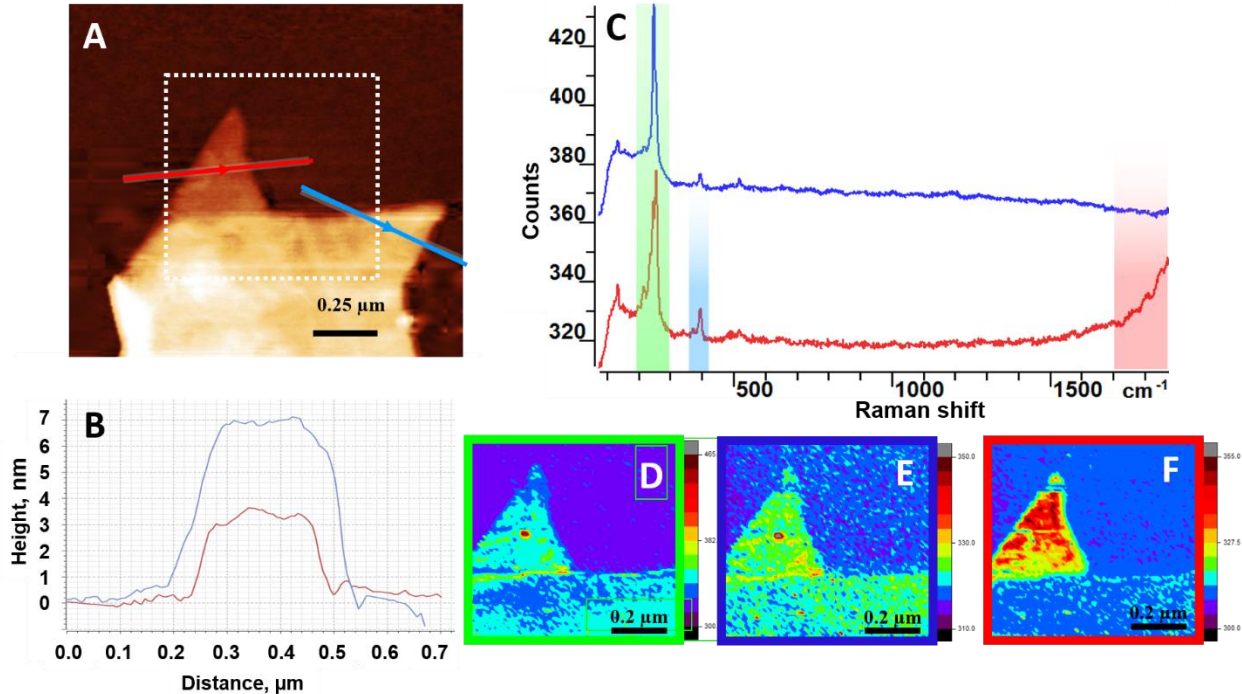 A
0.25 µm
C
Counts
420
400
380
360
340
320
500
1000
1500
cm⁻¹
Raman shift
B
Height, nm
7
6
5
4
3
2
1
0
0.0 0.1 0.2 0.3 0.4 0.5 0.6 0.7
Distance, µm
D
0.2 µm
382
300
E
0.2 µm
350.0
330.0
310.0
F
0.2 µm
355.0
327.5
300.0